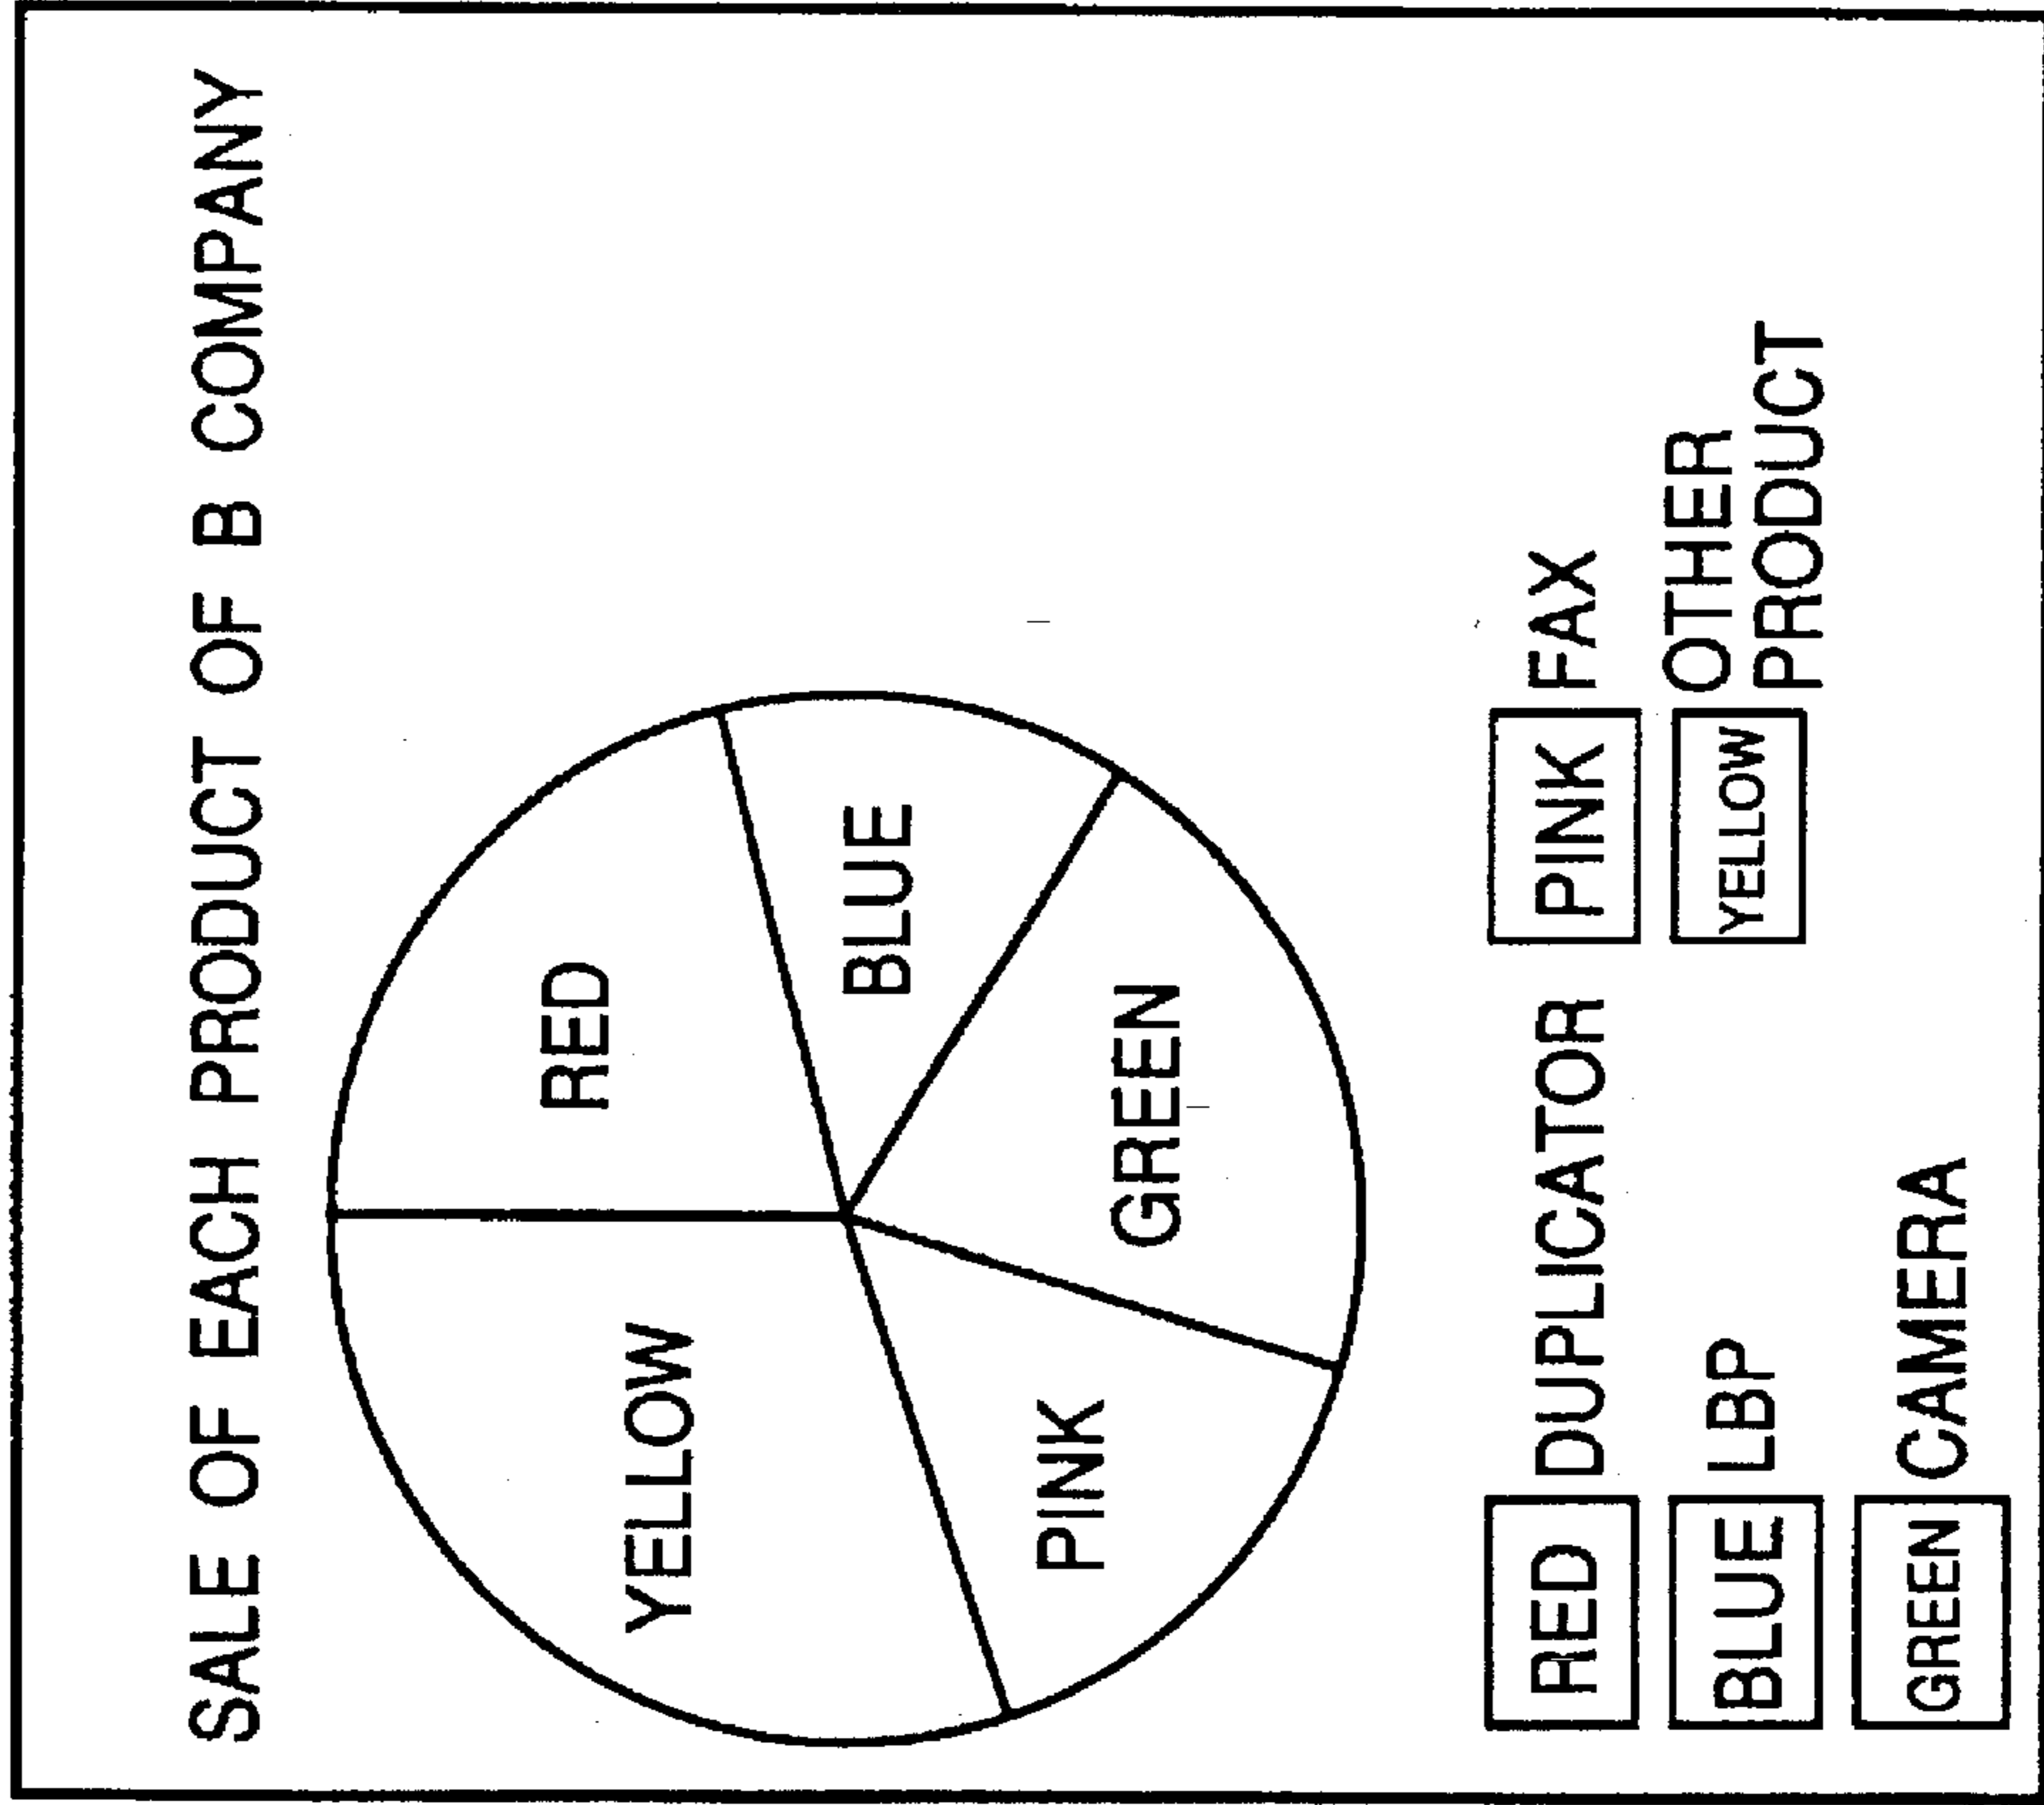 SALE OF EACH PRODUCT OF B COMPANY
YELLOW
RED
BLUE
PINK
GREEN
RED DUPLICATOR
PINK FAX
BLUE LBP
YELLOW OTHER
PRODUCT
GREEN CAMERA